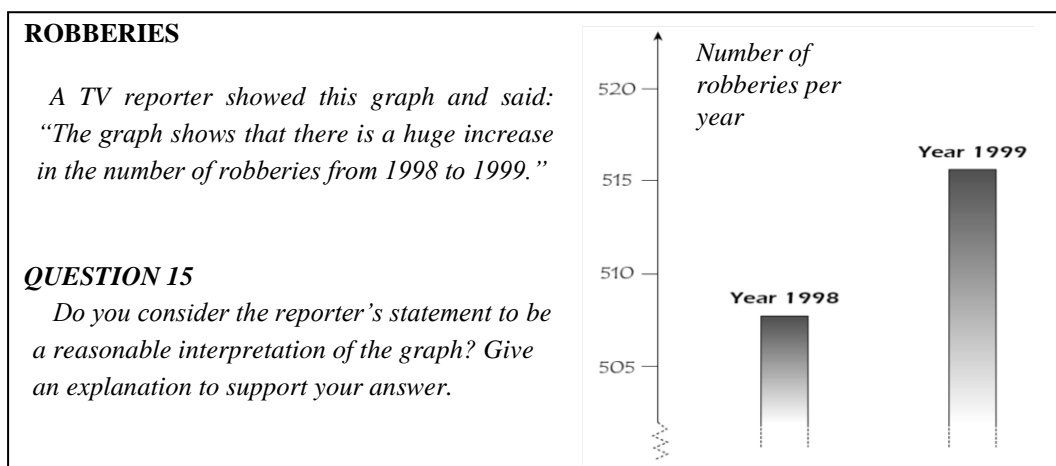 ROBBERIES
A TV reporter showed this graph and said:
“The graph shows that there is a huge increase
in the number of robberies from 1998 to 1999.”
QUESTION 15
Do you consider the reporter’s statement to be
a reasonable interpretation of the graph? Give
an explanation to support your answer.
Number of
robberies per
year
520
515
510
505
Year 1999
Year 1998